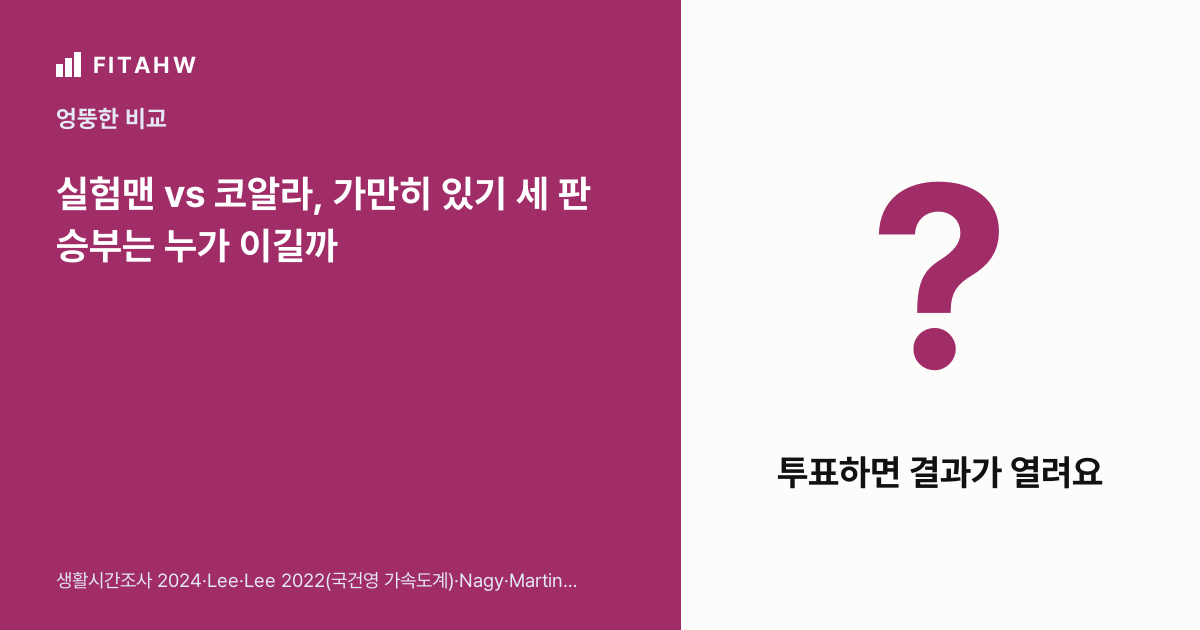 FITAHW
엉뚱한 비교
실험맨 vs 코알라, 가만히 있기 세 판
승부는 누가 이길까
?
투표하면 결과가 열려요
생활시간조사 2024·Lee·Lee 2022(국건영 가속도계)·Nagy·Martin…